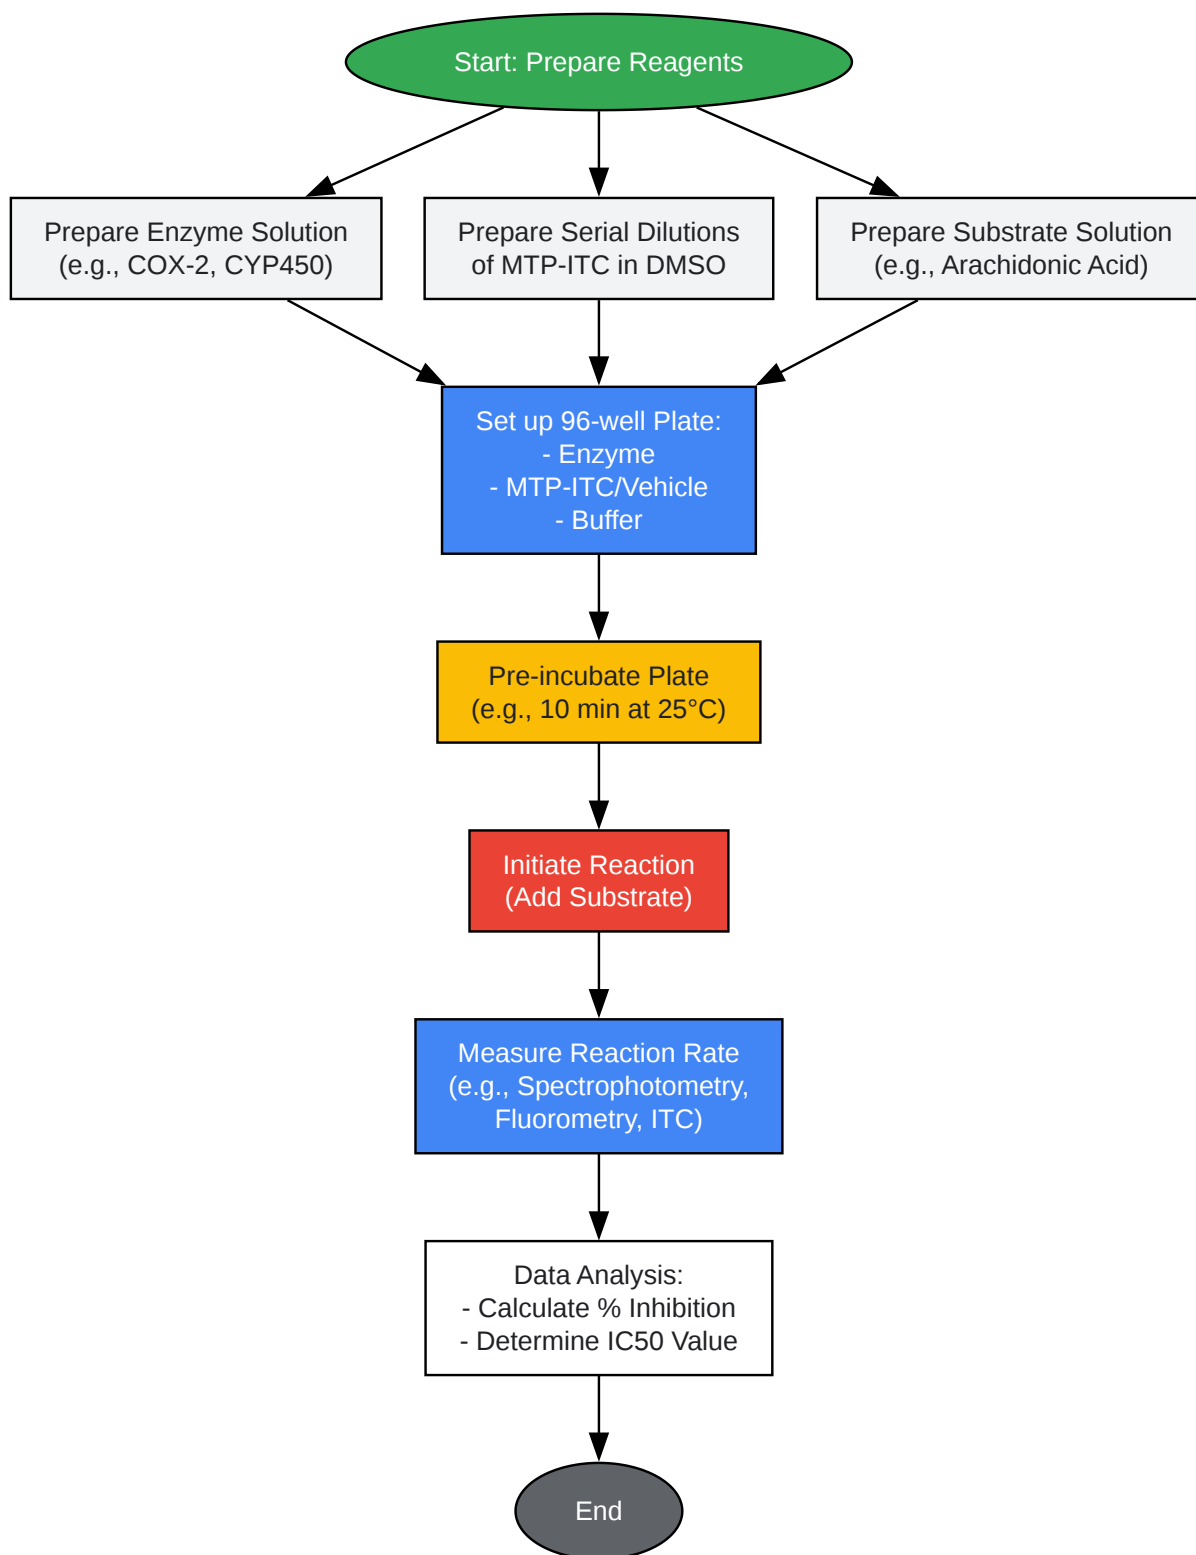 Start: Prepare Reagents
Prepare Enzyme Solution
(e.g., COX-2, CYP450)
Prepare Serial Dilutions
of MTP-ITC in DMSO
Prepare Substrate Solution
(e.g., Arachidonic Acid)
Set up 96-well Plate:
- Enzyme
- MTP-ITC/Vehicle
- Buffer
Pre-incubate Plate
(e.g., 10 min at 25°C)
Initiate Reaction
(Add Substrate)
Measure Reaction Rate
(e.g., Spectrophotometry,
Fluorometry, ITC)
Data Analysis:
- Calculate % Inhibition
- Determine IC50 Value
End